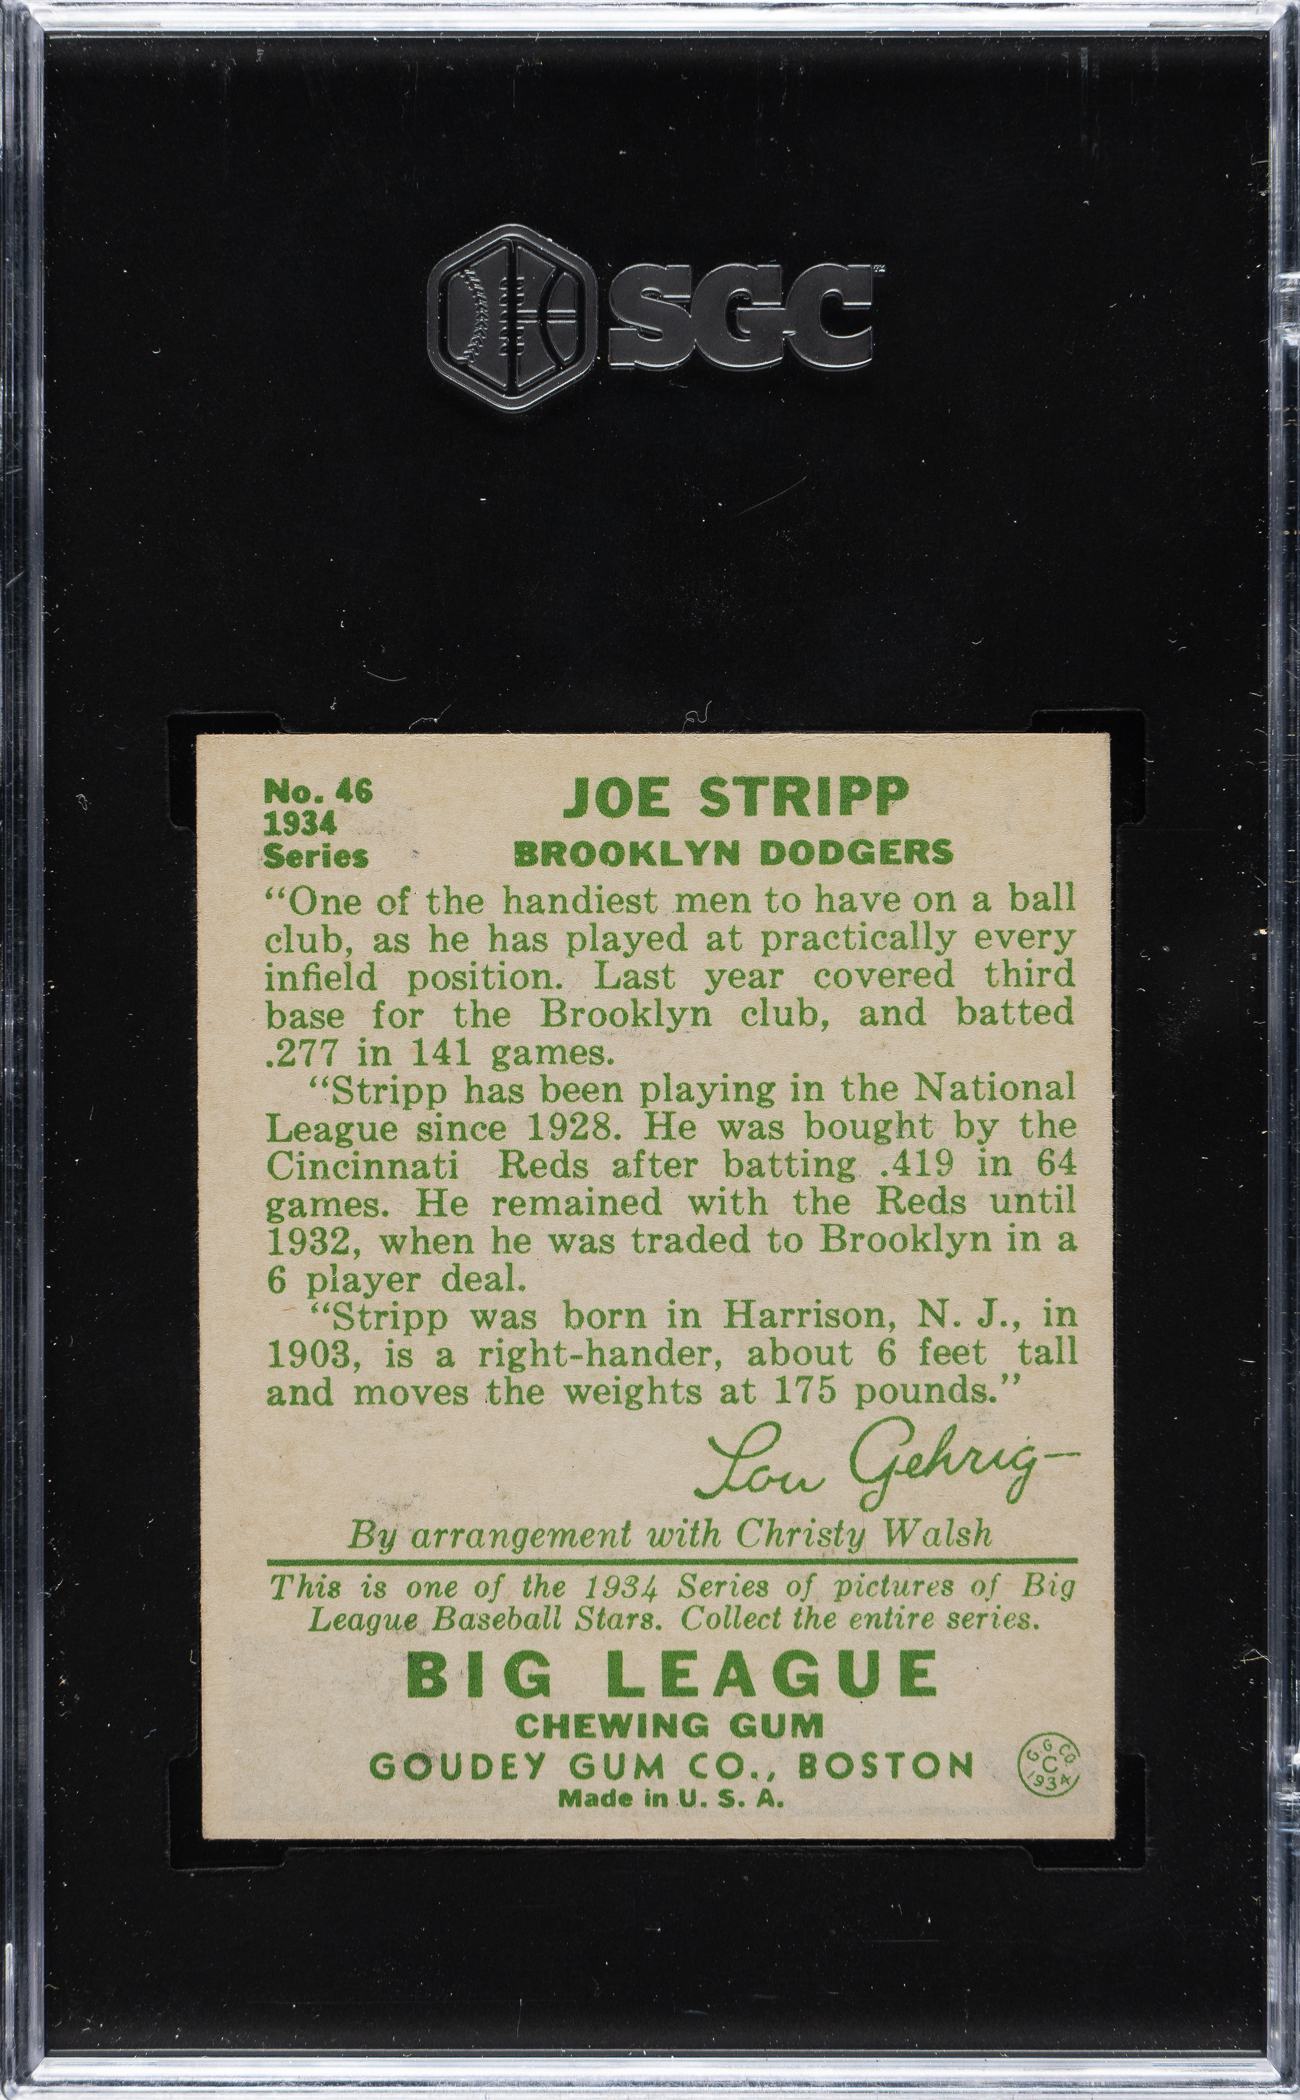 SGC
No. 46
1934
Series
JOE STRIPP
BROOKLYN DODGERS
“One of the handiest men to have on a ball
club, as he has played at practically every
infield position. Last year covered third
base for the Brooklyn club, and batted
.277 in 141 games.
“Stripp has been playing in the National
League since 1928. He was bought by the
Cincinnati Reds after batting .419 in 64
games. He remained with the Reds until
1932, when he was traded to Brooklyn in a
6 player deal.
“Stripp was born in Harrison, N. J., in
1903, is a right-hander, about 6 feet tall
and moves the weights at 175 pounds.”
Lou Gehrig
By arrangement with Christy Walsh
This is one of the 1934 Series of pictures of Big
League Baseball Stars. Collect the entire series.
BIG LEAGUE
CHEWING GUM
GOUDEY GUM CO., BOSTON
Made in U. S. A.
G. G. CO.
C
1934